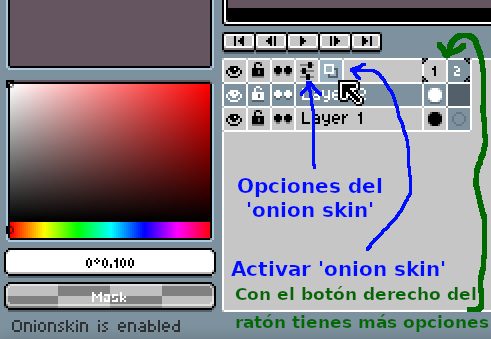 1 2
Layer 2
Layer 1
Opciones del
'onion skin'
Activar 'onion skin'
Con el botón derecho del
ratón tienes más opciones
0°0,100
Mask
Onionskin is enabled